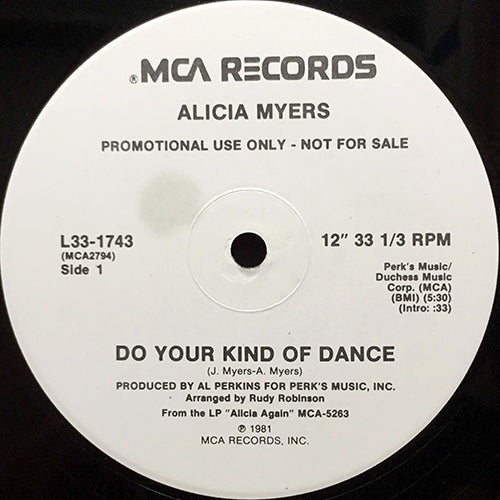 ® MCA RECORDS
ALICIA MYERS
PROMOTIONAL USE ONLY - NOT FOR SALE
L33-1743
(MCA2794)
Side 1
12" 33 1/3 RPM
Perk's Music/
Duchess Music
Corp. (MCA)
(BMI) (5:30)
(Intro: :33)
DO YOUR KIND OF DANCE
(J. Myers-A. Myers)
PRODUCED BY AL PERKINS FOR PERK'S MUSIC, INC.
Arranged by Rudy Robinson
From the LP "Alicia Again" MCA-5263
℗ 1981
MCA RECORDS, INC.